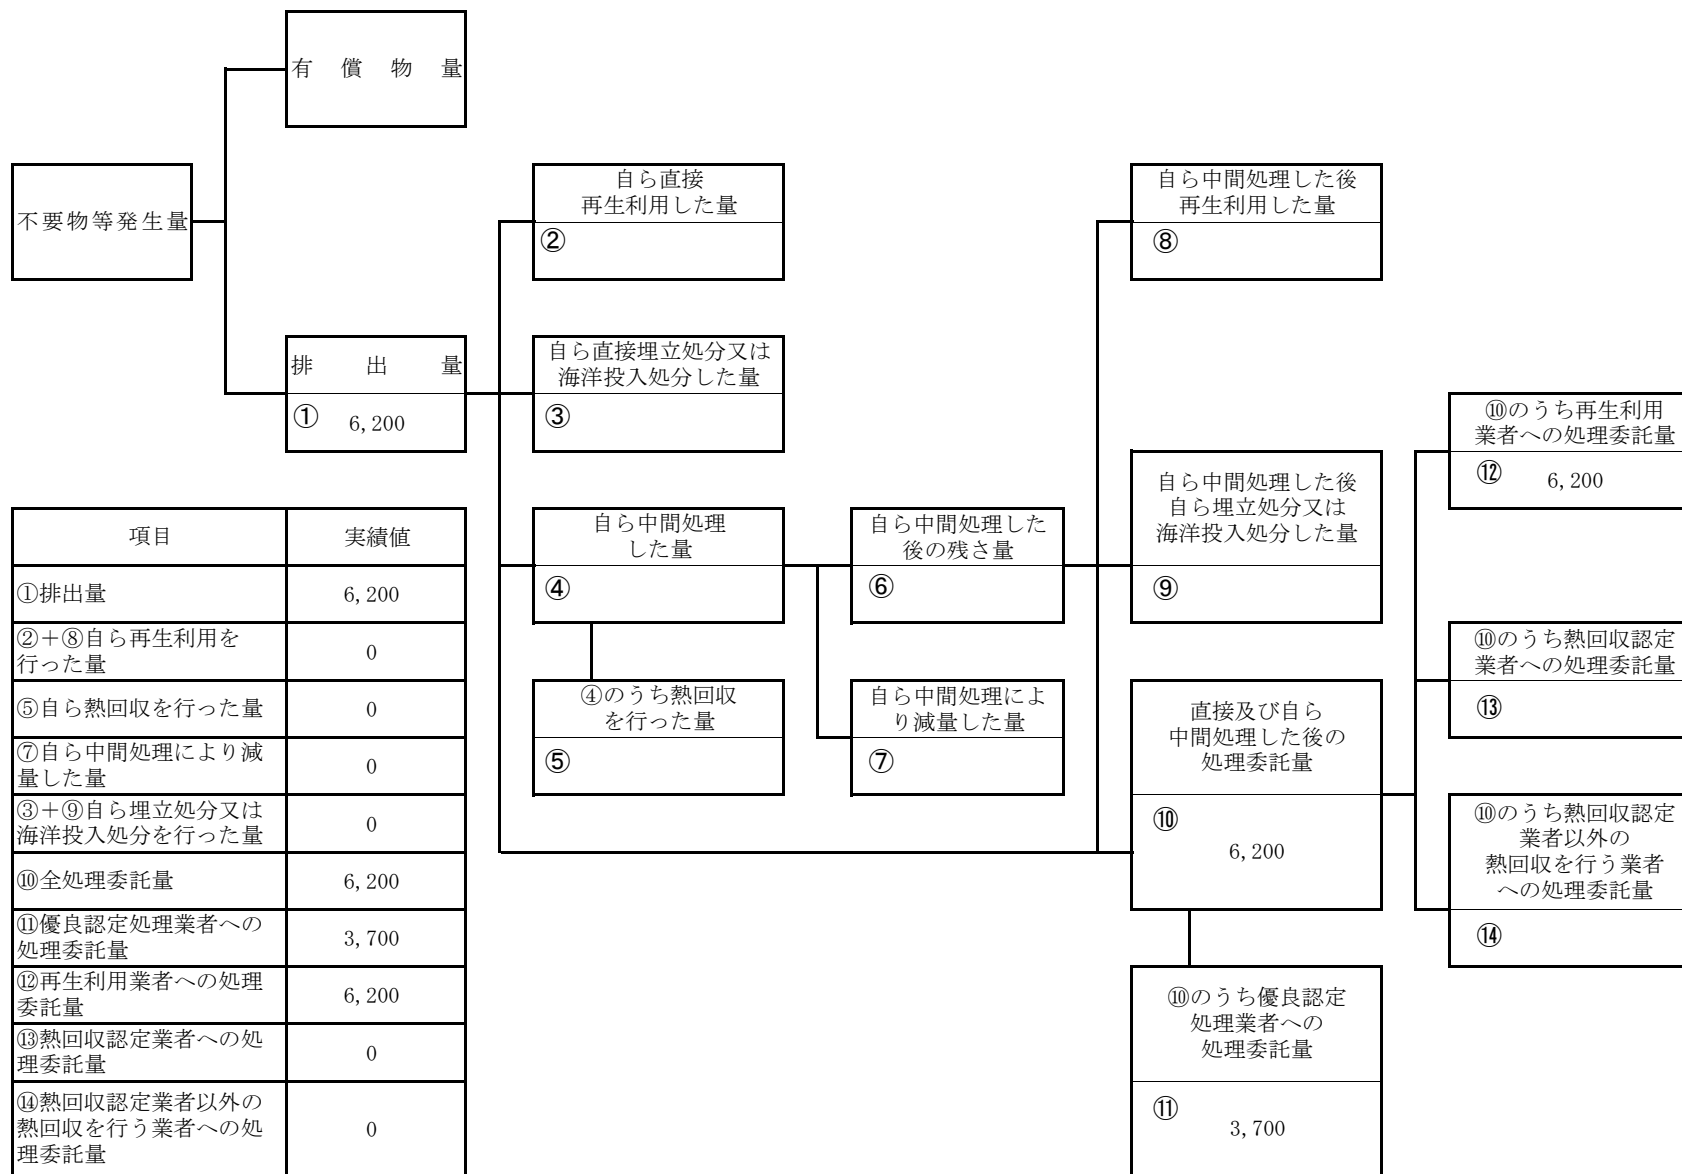 有償物量
不要物等発生量
排出量
① 6,200
自ら直接
再生利用した量
②
自ら直接埋立処分又は
海洋投入処分した量
③
自ら中間処理
した量
④
④のうち熱回収
を行った量
⑤
自ら中間処理した
後の残さ量
⑥
自ら中間処理によ
り減量した量
⑦
自ら中間処理した後
再生利用した量
⑧
自ら中間処理した後
自ら埋立処分又は
海洋投入処分した量
⑨
直接及び自ら
中間処理した後の
処理委託量
⑩
6,200
⑩のうち優良認定
処理業者への
処理委託量
⑪
3,700
⑩のうち再生利用
業者への処理委託量
⑫ 6,200
⑩のうち熱回収認定
業者への処理委託量
⑬
⑩のうち熱回収認定
業者以外の
熱回収を行う業者
への処理委託量
⑭
項目 実績値
①排出量 6,200
②+⑧自ら再生利用を
行った量 0
⑤自ら熱回収を行った量 0
⑦自ら中間処理により減
量した量 0
③+⑨自ら埋立処分又は
海洋投入処分を行った量 0
⑩全処理委託量 6,200
⑪優良認定処理業者への
処理委託量 3,700
⑫再生利用業者への処理
委託量 6,200
⑬熱回収認定業者への処
理委託量 0
⑭熱回収認定業者以外の
熱回収を行う業者への処
理委託量 0